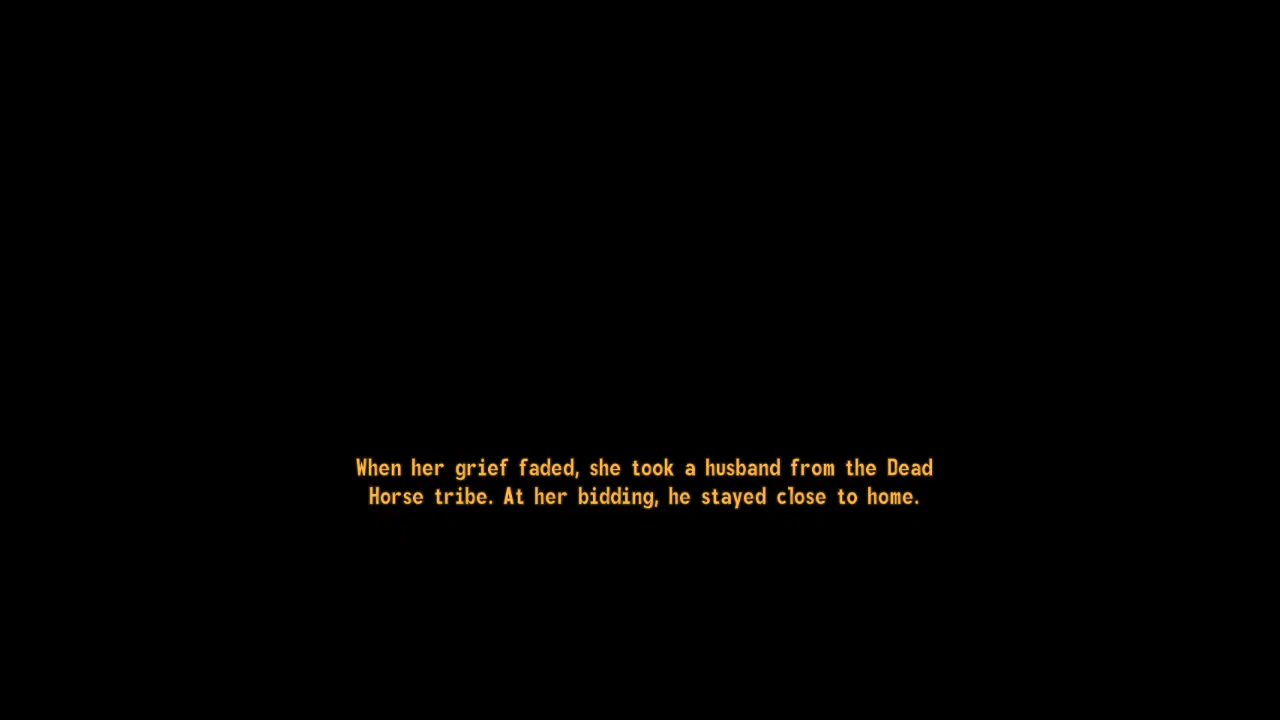 When her grief faded, she took a husband from the Dead
Horse tribe. At her bidding, he stayed close to home.